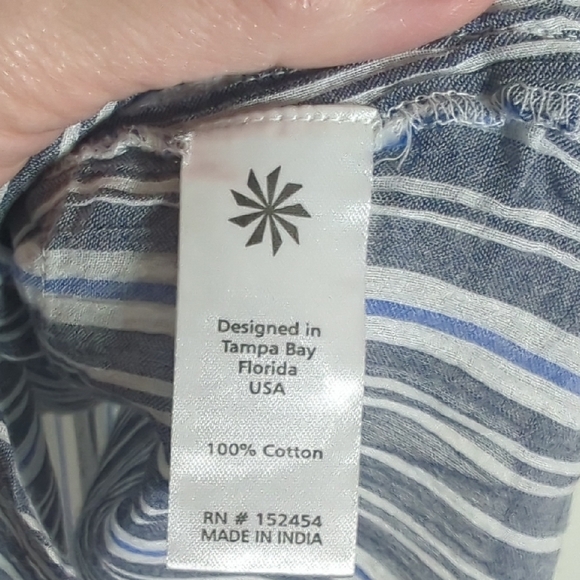 Designed in
Tampa Bay
Florida
USA
100% Cotton
RN # 152454
MADE IN INDIA